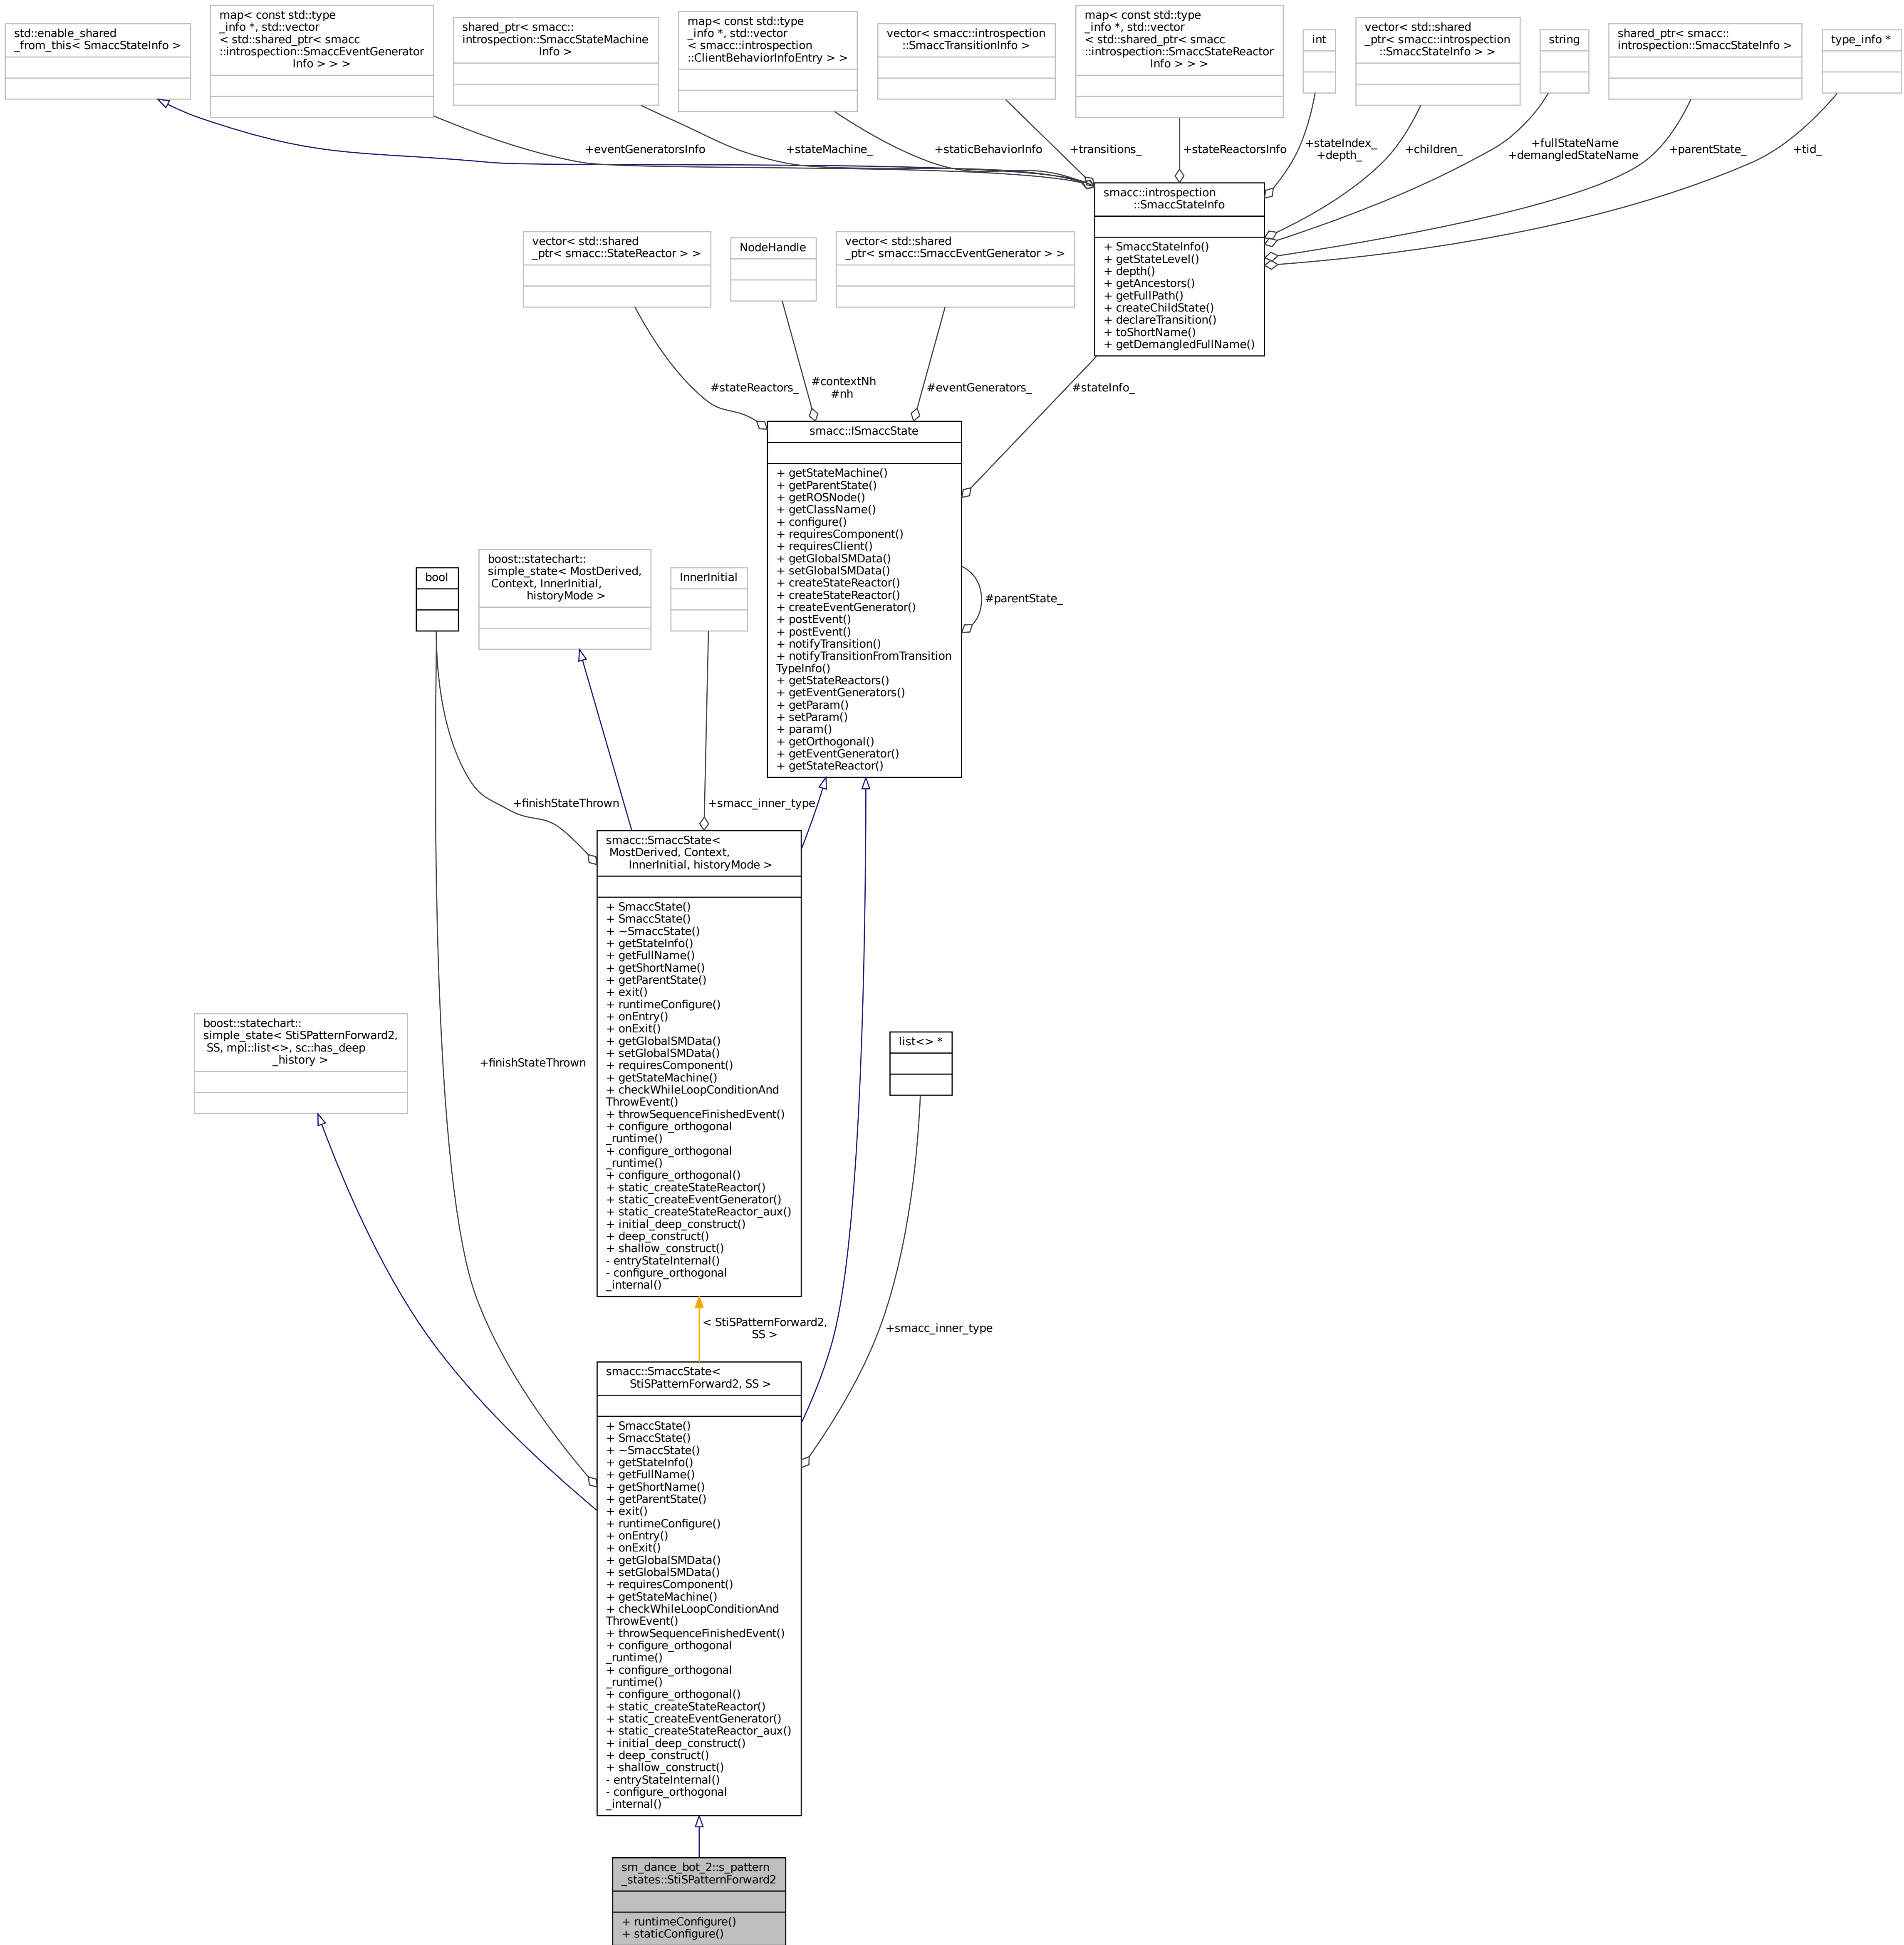 std::enable_shared
_from_this< SmaccStateInfo >
map< const std::type
_info *, std::vector
< std::shared_ptr< smacc
::introspection::SmaccEventGenerator
Info > > >
shared_ptr< smacc::
introspection::SmaccStateMachine
Info >
map< const std::type
_info *, std::vector
< smacc::introspection
::ClientBehaviorInfoEntry > >
vector< smacc::introspection
::SmaccTransitionInfo >
map< const std::type
_info *, std::vector
< std::shared_ptr< smacc
::introspection::SmaccStateReactor
Info > > >
int
vector< std::shared
_ptr< smacc::introspection
::SmaccStateInfo > >
string
shared_ptr< smacc::
introspection::SmaccStateInfo >
type_info *
+eventGeneratorsInfo
+stateMachine_
+staticBehaviorInfo
+transitions_
+stateReactorsInfo
+stateIndex_
+depth_
+children_
+fullStateName
+demangledStateName
+parentState_
+tid_
smacc::introspection
::SmaccStateInfo
+ SmaccStateInfo()
+ getStateLevel()
+ depth()
+ getAncestors()
+ getFullPath()
+ createChildState()
+ declareTransition()
+ toShortName()
+ getDemangledFullName()
vector< std::shared
_ptr< smacc::StateReactor > >
NodeHandle
vector< std::shared
_ptr< smacc::SmaccEventGenerator > >
#stateReactors_
#contextNh
#nh
#eventGenerators_
#stateInfo_
smacc::ISmaccState
+ getStateMachine()
+ getParentState()
+ getROSNode()
+ getClassName()
+ configure()
+ requiresComponent()
+ requiresClient()
+ getGlobalSMData()
+ setGlobalSMData()
+ createStateReactor()
+ createStateReactor()
+ createEventGenerator()
+ postEvent()
+ postEvent()
+ notifyTransition()
+ notifyTransitionFromTransition
TypeInfo()
+ getStateReactors()
+ getEventGenerators()
+ getParam()
+ setParam()
+ param()
+ getOrthogonal()
+ getEventGenerator()
+ getStateReactor()
#parentState_
bool
boost::statechart::
simple_state< MostDerived,
Context, InnerInitial,
historyMode >
InnerInitial
+finishStateThrown
+smacc_inner_type
smacc::SmaccState<
MostDerived, Context,
InnerInitial, historyMode >
+ SmaccState()
+ SmaccState()
+ ~SmaccState()
+ getStateInfo()
+ getFullName()
+ getShortName()
+ getParentState()
+ exit()
+ runtimeConfigure()
+ onEntry()
+ onExit()
+ getGlobalSMData()
+ setGlobalSMData()
+ requiresComponent()
+ getStateMachine()
+ checkWhileLoopConditionAnd
ThrowEvent()
+ throwSequenceFinishedEvent()
+ configure_orthogonal
_runtime()
+ configure_orthogonal
_runtime()
+ configure_orthogonal()
+ static_createStateReactor()
+ static_createEventGenerator()
+ static_createStateReactor_aux()
+ initial_deep_construct()
+ deep_construct()
+ shallow_construct()
- entryStateInternal()
- configure_orthogonal
_internal()
boost::statechart::
simple_state< StiSPatternForward2,
SS, mpl::list<>, sc::has_deep
_history >
+finishStateThrown
list<> *
< StiSPatternForward2,
SS >
+smacc_inner_type
smacc::SmaccState<
StiSPatternForward2, SS >
+ SmaccState()
+ SmaccState()
+ ~SmaccState()
+ getStateInfo()
+ getFullName()
+ getShortName()
+ getParentState()
+ exit()
+ runtimeConfigure()
+ onEntry()
+ onExit()
+ getGlobalSMData()
+ setGlobalSMData()
+ requiresComponent()
+ getStateMachine()
+ checkWhileLoopConditionAnd
ThrowEvent()
+ throwSequenceFinishedEvent()
+ configure_orthogonal
_runtime()
+ configure_orthogonal
_runtime()
+ configure_orthogonal()
+ static_createStateReactor()
+ static_createEventGenerator()
+ static_createStateReactor_aux()
+ initial_deep_construct()
+ deep_construct()
+ shallow_construct()
- entryStateInternal()
- configure_orthogonal
_internal()
sm_dance_bot_2::s_pattern
_states::StiSPatternForward2
+ runtimeConfigure()
+ staticConfigure()